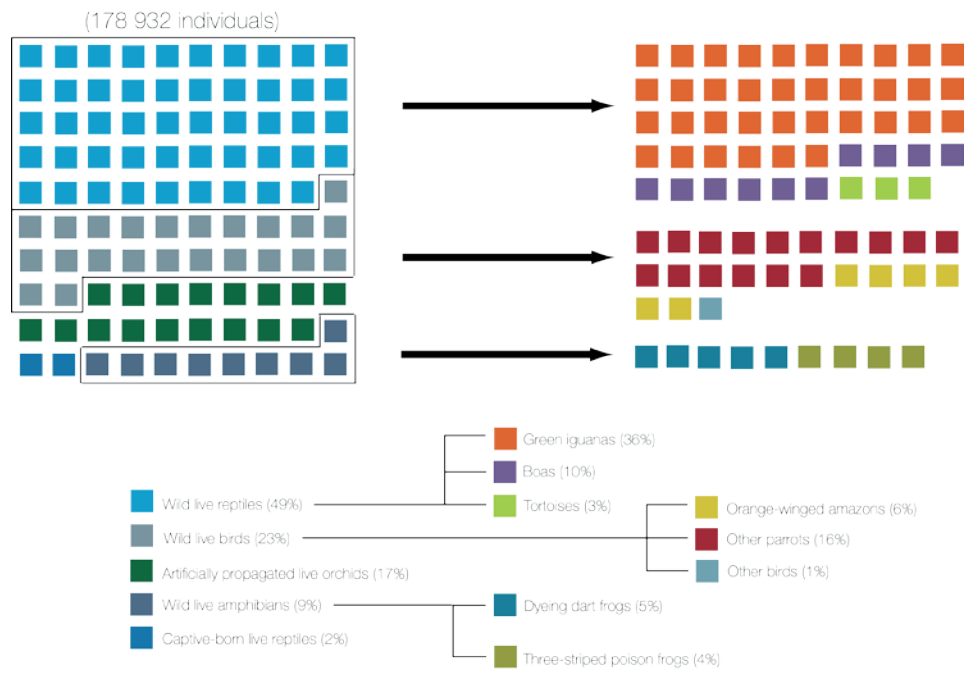 (178 932 individuals)
Green iguanas (36%)
Boas (10%)
Wild live reptiles (49%)
Tortoises (3%)
Orange-winged amazons (6%)
Wild live birds (23%)
Other parrots (16%)
Artificially propagated live orchids (17%)
Other birds (1%)
Wild live amphibians (9%)
Dyeing dart frogs (5%)
Captive-born live reptiles (2%)
Three-striped poison frogs (4%)